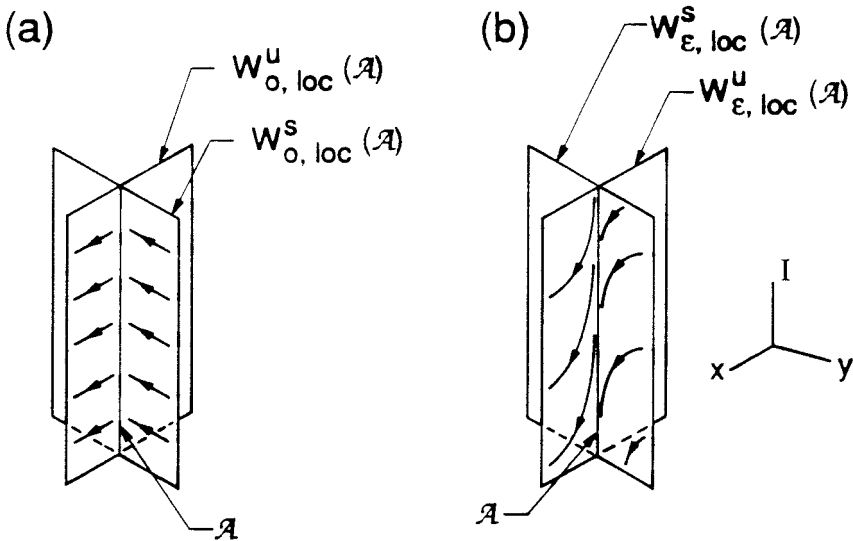 (a)
W^u_{o, loc} (𝒜)
W^s_{o, loc} (𝒜)
𝒜
(b)
W^s_{ε, loc} (𝒜)
W^u_{ε, loc} (𝒜)
𝒜
I
x
y